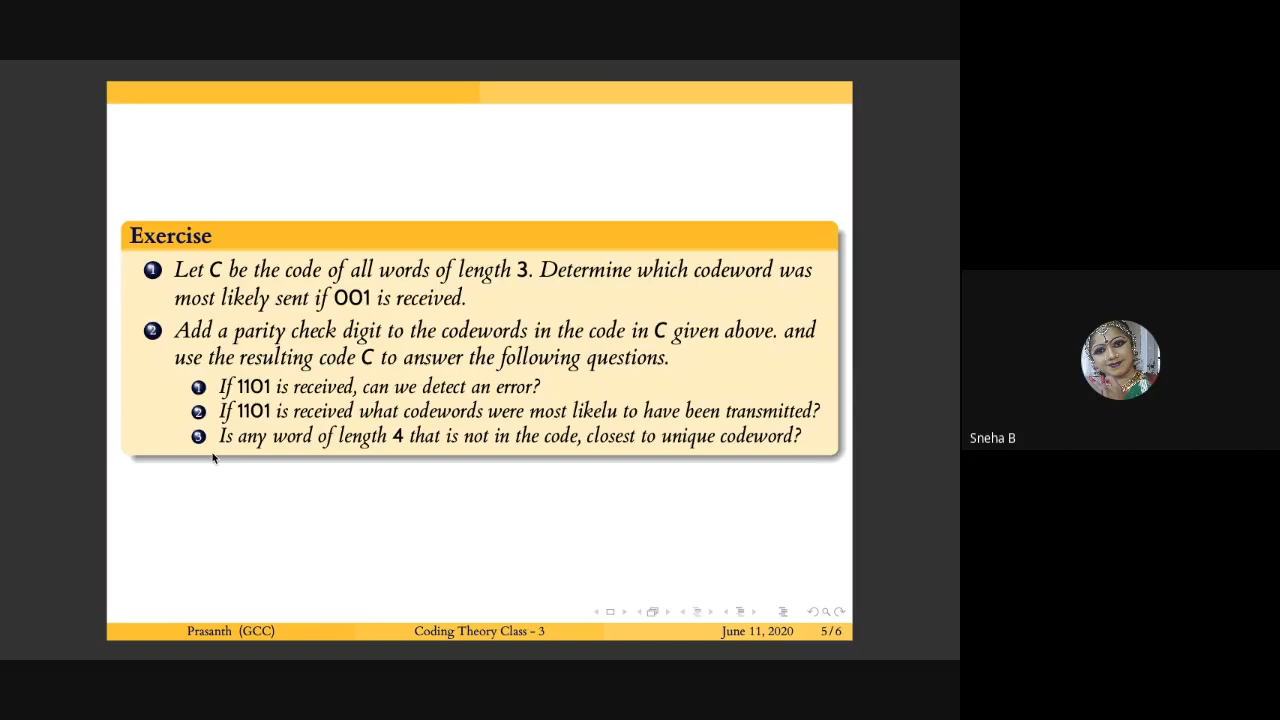 Exercise
1 Let C be the code of all words of length 3. Determine which codeword was
most likely sent if 001 is received.
2 Add a parity check digit to the codewords in the code in C given above. and
use the resulting code C to answer the following questions.
1 If 1101 is received, can we detect an error?
2 If 1101 is received what codewords were most likelu to have been transmitted?
3 Is any word of length 4 that is not in the code, closest to unique codeword?
Sneha B
Prasanth (GCC) Coding Theory Class - 3 June 11, 2020 5/6